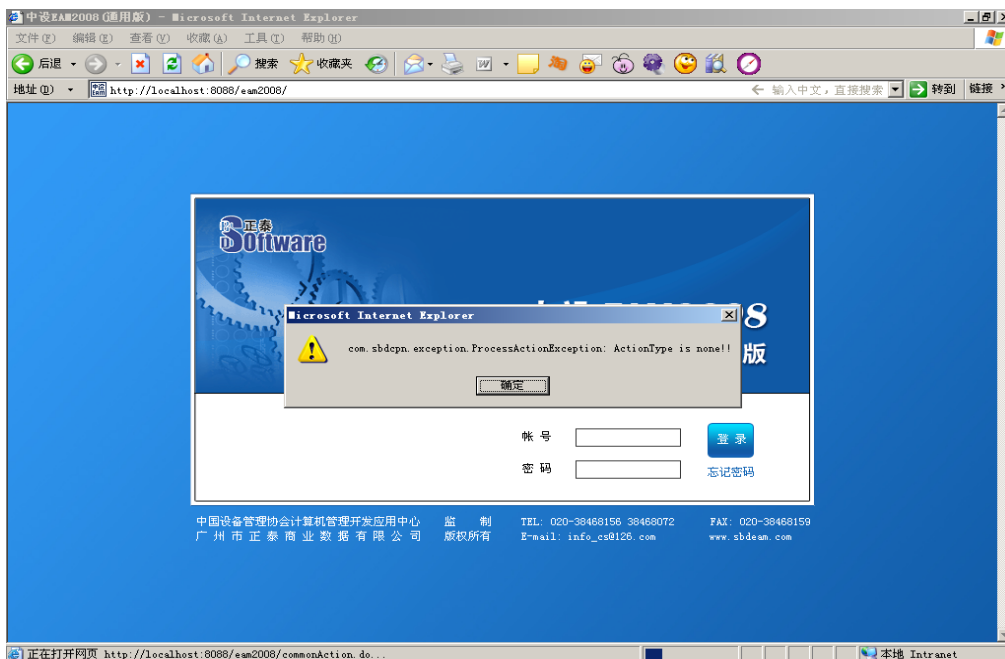 中设EAM2008(通用版) - Microsoft Internet Explorer
文件(F) 编辑(E) 查看(V) 收藏(A) 工具(T) 帮助(H)
后退 搜索 收藏夹
地址(D) http://localhost:8088/eam2008/ 输入中文，直接搜索 转到 链接
正泰
Software
8
版
Microsoft Internet Explorer
com.sbdcpn.exception.ProcessActionException: ActionType is none!!
确定
帐 号 登 录
密 码 忘记密码
中国设备管理协会计算机管理开发应用中心 监 制 TEL: 020-38468156 38468072 FAX: 020-38468159
广 州 市 正 泰 商 业 数 据 有 限 公 司 版权所有 E-mail: info_cs@126.com www.sbdeam.com
正在打开网页 http://localhost:8088/eam2008/commonAction.do... 本地 Intranet